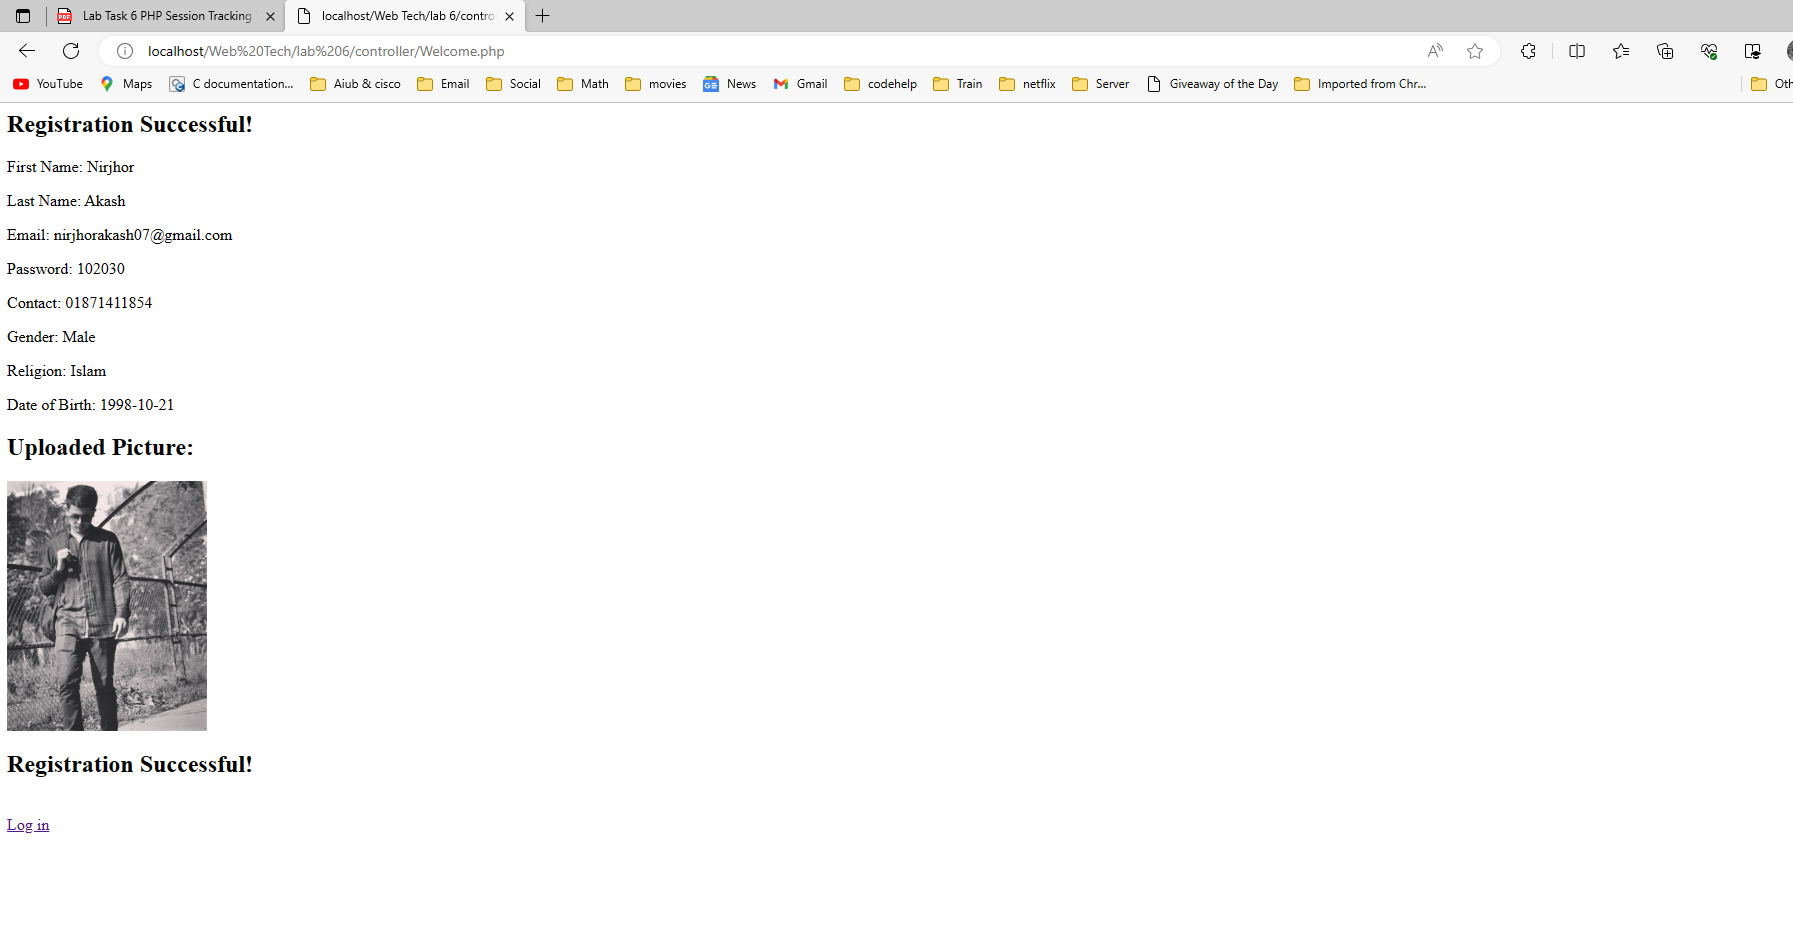 Lab Task 6 PHP Session Tracking
localhost/Web Tech/lab 6/contro
localhost/Web%20Tech/lab%206/controller/Welcome.php
YouTube Maps C documentation... Aiub & cisco Email Social Math movies News Gmail codehelp Train netflix Server Giveaway of the Day Imported from Chr... Oth
Registration Successful!
First Name: Nirjhor
Last Name: Akash
Email: nirjhorakash07@gmail.com
Password: 102030
Contact: 01871411854
Gender: Male
Religion: Islam
Date of Birth: 1998-10-21
Uploaded Picture:
Registration Successful!
Log in